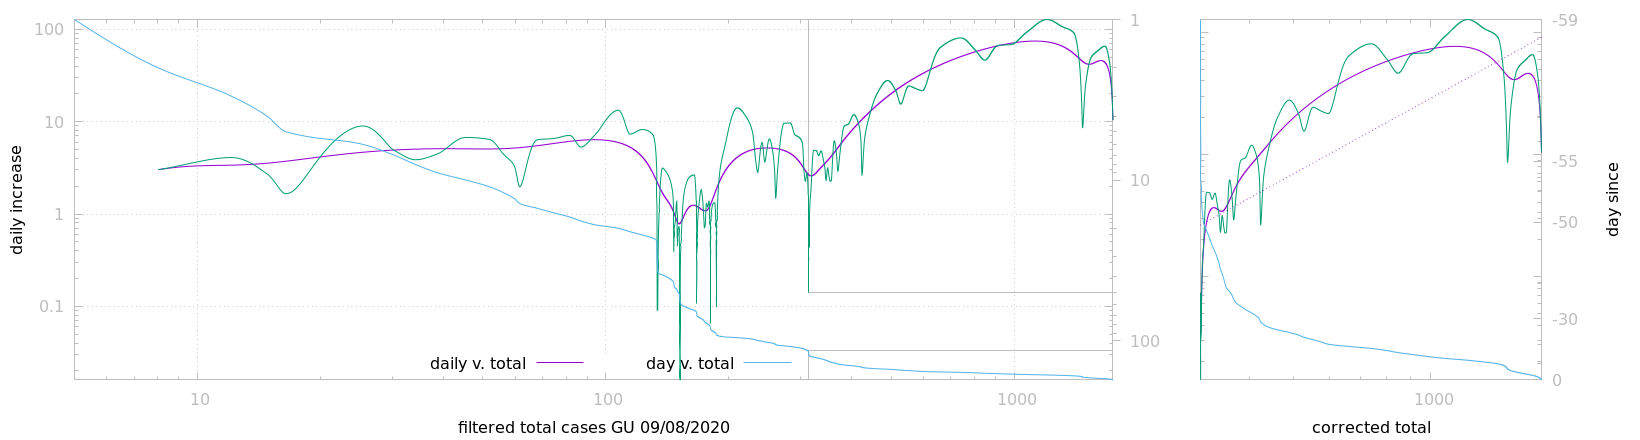 100
10
1
0.1
daily increase
10
100
1000
filtered total cases GU 09/08/2020
daily v. total
day v. total
1
10
100
1000
corrected total
-59
-55
-50
-30
0
day since